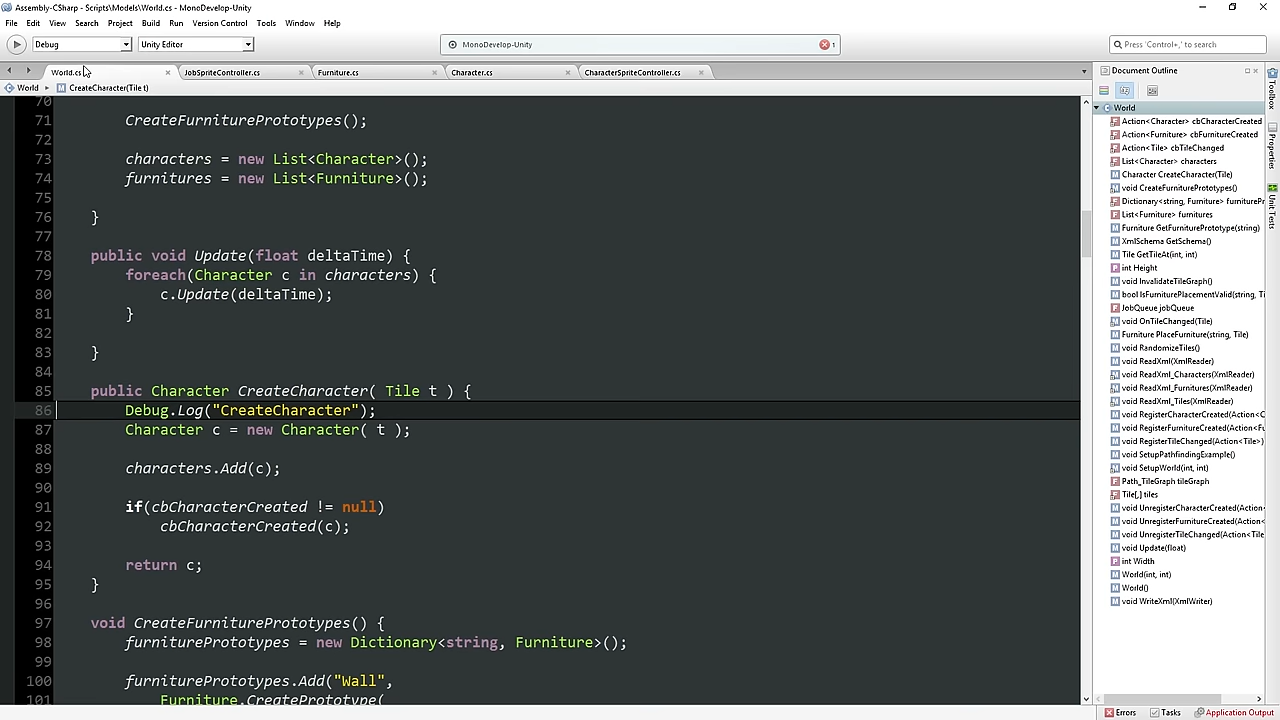 Assembly-CSharp - Scripts\Models\World.cs - MonoDevelop-Unity
File Edit View Search Project Build Run Version Control Tools Window Help
Debug Unity Editor MonoDevelop-Unity 1 Press 'Control+,' to search
World.cs JobSpriteController.cs Furniture.cs Character.cs CharacterSpriteController.cs
World CreateCharacter(Tile t)
70
71 CreateFurniturePrototypes();
72
73 characters = new List<Character>();
74 furnitures = new List<Furniture>();
75
76 }
77
78 public void Update(float deltaTime) {
79 foreach(Character c in characters) {
80 c.Update(deltaTime);
81 }
82
83 }
84
85 public Character CreateCharacter( Tile t ) {
86 Debug.Log("CreateCharacter");
87 Character c = new Character( t );
88
89 characters.Add(c);
90
91 if(cbCharacterCreated != null)
92 cbCharacterCreated(c);
93
94 return c;
95 }
96
97 void CreateFurniturePrototypes() {
98 furniturePrototypes = new Dictionary<string, Furniture>();
99
100 furniturePrototypes.Add("Wall",
101 Furniture.CreatePrototype(
Document Outline
World
Action<Character> cbCharacterCreated
Action<Furniture> cbFurnitureCreated
Action<Tile> cbTileChanged
List<Character> characters
Character CreateCharacter(Tile)
void CreateFurniturePrototypes()
Dictionary<string, Furniture> furniturePr
List<Furniture> furnitures
Furniture GetFurniturePrototype(string)
XmlSchema GetSchema()
Tile GetTileAt(int, int)
int Height
void InvalidateTileGraph()
bool IsFurniturePlacementValid(string, Ti
JobQueue jobQueue
void OnTileChanged(Tile)
Furniture PlaceFurniture(string, Tile)
void RandomizeTiles()
void ReadXml(XmlReader)
void ReadXml_Characters(XmlReader)
void ReadXml_Furnitures(XmlReader)
void ReadXml_Tiles(XmlReader)
void RegisterCharacterCreated(Action<C
void RegisterFurnitureCreated(Action<Fu
void RegisterTileChanged(Action<Tile>)
void SetupPathfindingExample()
void SetupWorld(int, int)
Path_TileGraph tileGraph
Tile[,] tiles
void UnregisterCharacterCreated(Action<
void UnregisterFurnitureCreated(Action<
void UnregisterTileChanged(Action<Tile
void Update(float)
int Width
World(int, int)
World()
void WriteXml(XmlWriter)
Toolbox
Properties
Unit Tests
Errors Tasks Application Output